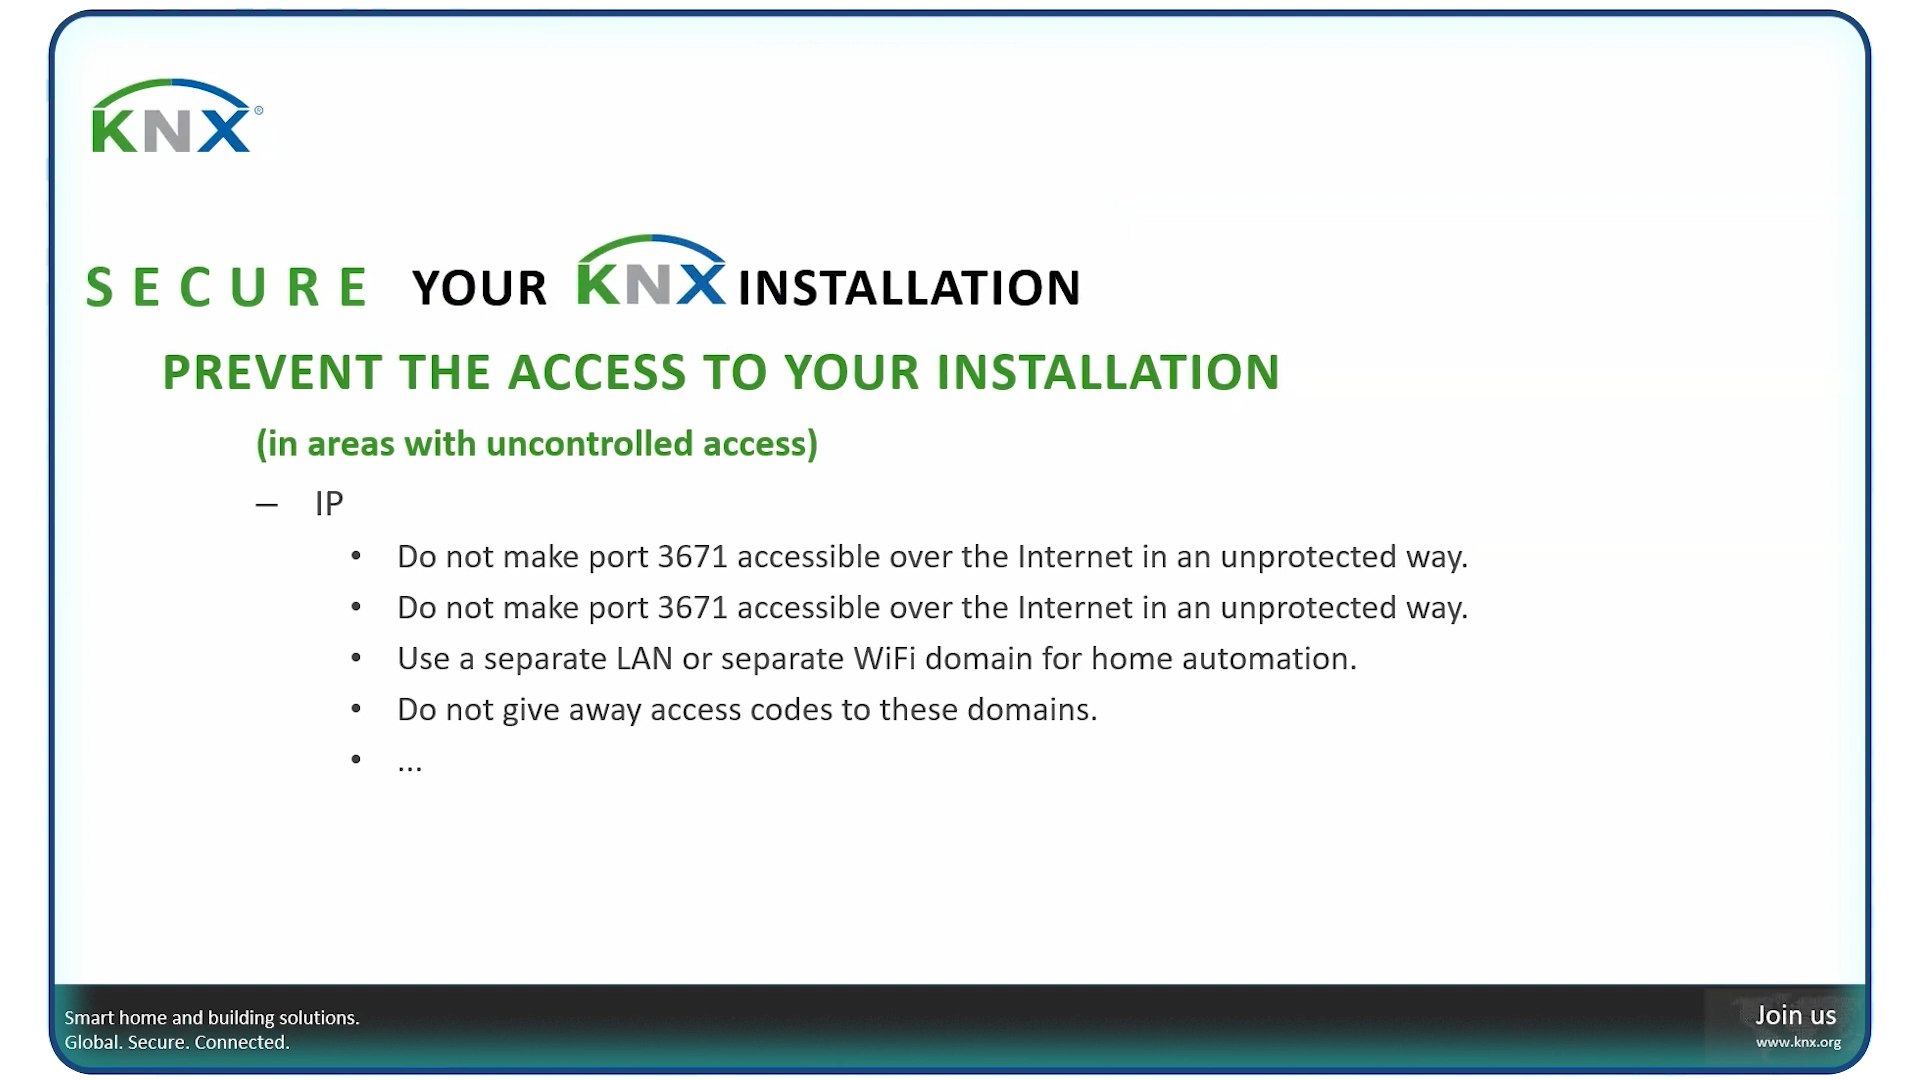 KNX®
SECURE YOUR KNX INSTALLATION
PREVENT THE ACCESS TO YOUR INSTALLATION
(in areas with uncontrolled access)
– IP
• Do not make port 3671 accessible over the Internet in an unprotected way.
• Do not make port 3671 accessible over the Internet in an unprotected way.
• Use a separate LAN or separate WiFi domain for home automation.
• Do not give away access codes to these domains.
• ...
Smart home and building solutions.
Global. Secure. Connected.
Join us
www.knx.org